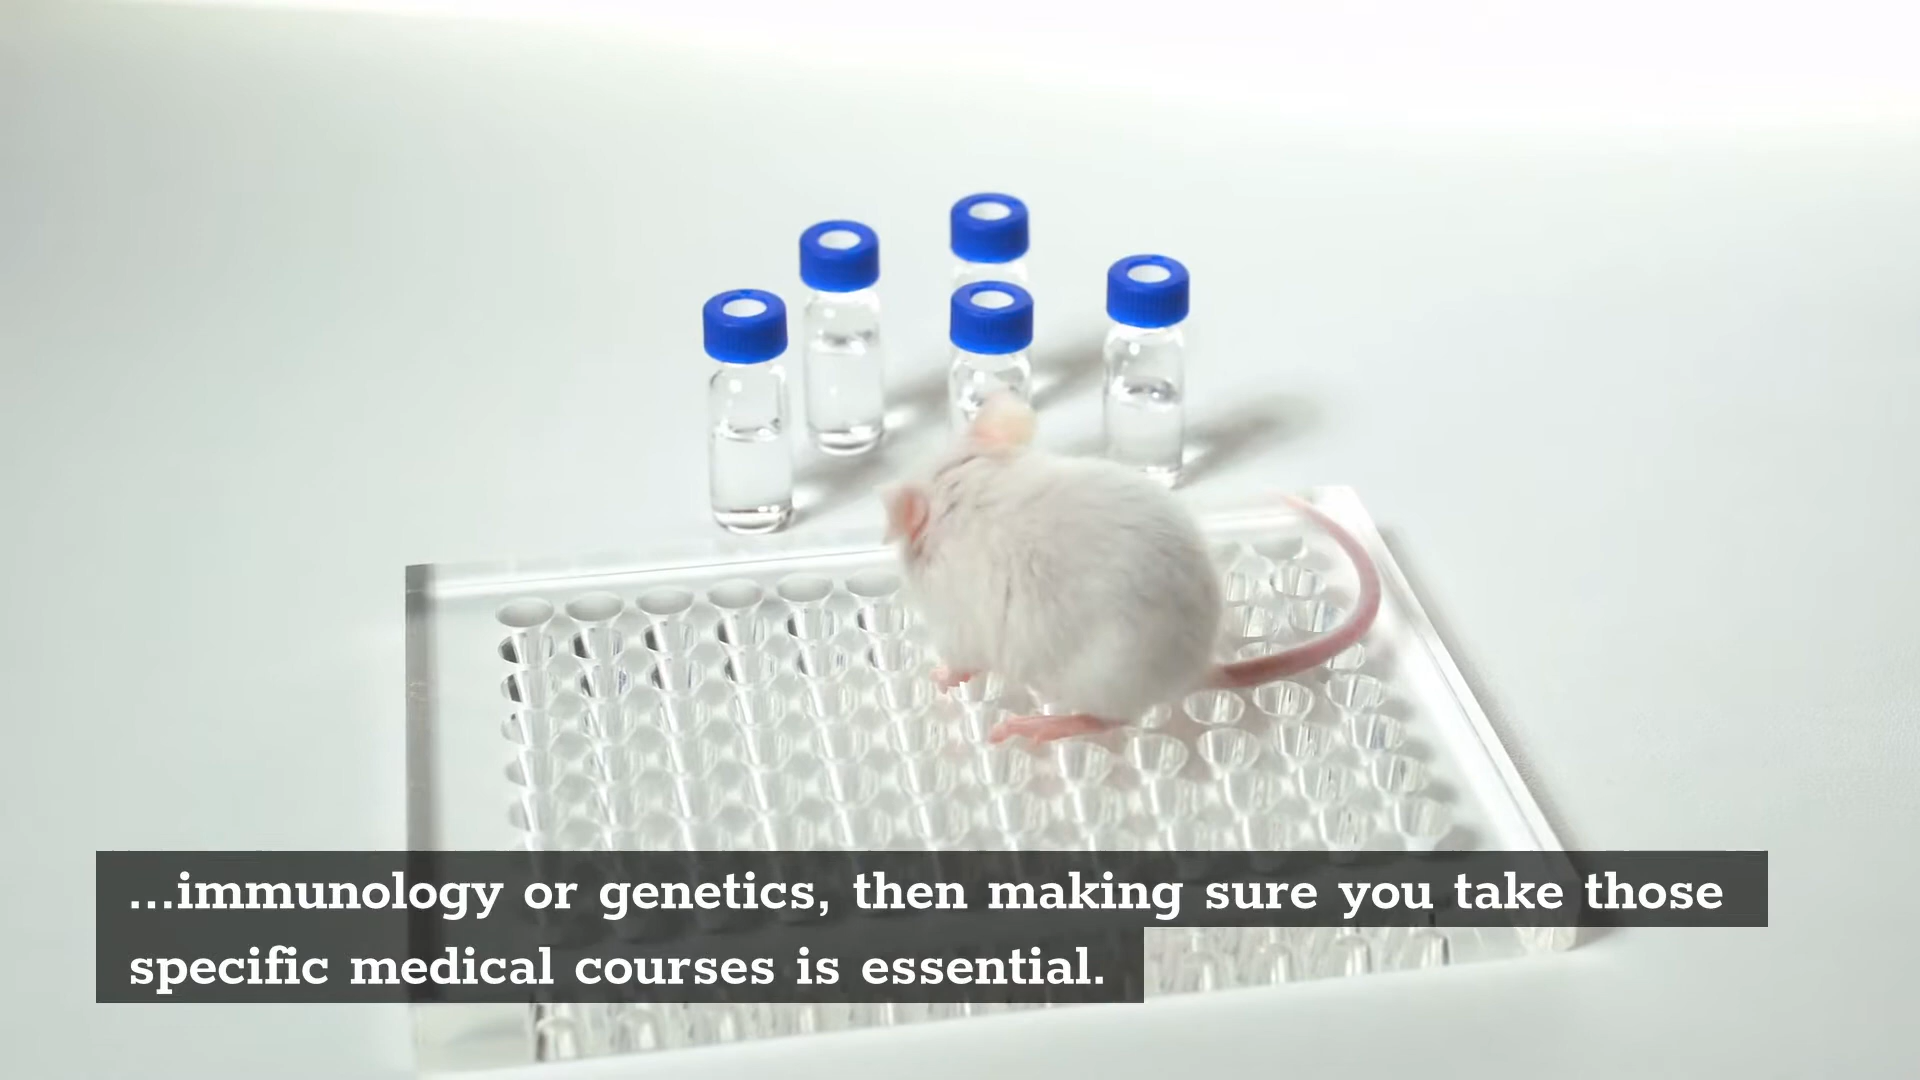 ...immunology or genetics, then making sure you take those
specific medical courses is essential.